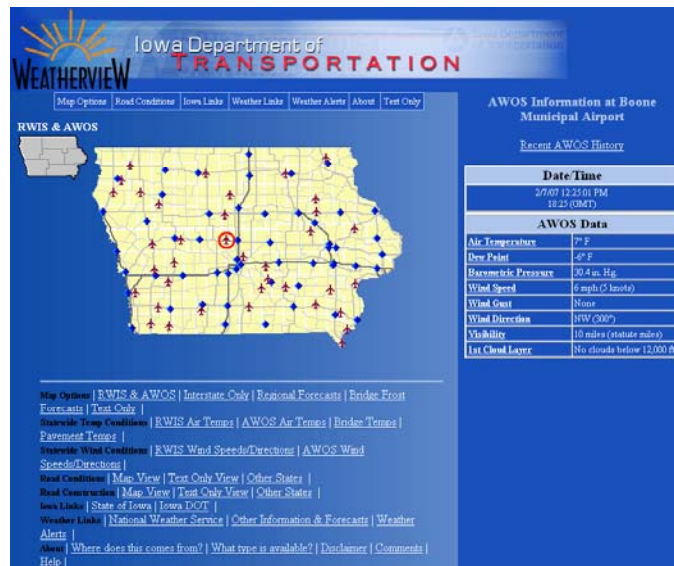 Iowa Department of
TRANSPORTATION
WEATHERVIEW
Map Options Road Conditions Iowa Links Weather Links Weather Alerts About Text Only
RWIS & AWOS
AWOS Information at Boone
Municipal Airport
Recent AWOS History
Date/Time
2/7/07 12:25:01 PM
18:25 (GMT)
AWOS Data
Air Temperature 7° F
Dew Point -6° F
Barometric Pressure 30.4 in. Hg.
Wind Speed 6 mph (5 knots)
Wind Gust None
Wind Direction NW (300°)
Visibility 10 miles (statute miles)
1st Cloud Layer No clouds below 12,000 ft
Map Options | RWIS & AWOS | Interstate Only | Regional Forecasts | Bridge Frost
Forecasts | Text Only |
Statewide Temp Conditions | RWIS Air Temps | AWOS Air Temps | Bridge Temps |
Pavement Temps |
Statewide Wind Conditions | RWIS Wind Speeds/Directions | AWOS Wind
Speeds/Directions |
Road Conditions | Map View | Text Only View | Other States |
Road Construction | Map View | Text Only View | Other States |
Iowa Links | State of Iowa | Iowa DOT |
Weather Links | National Weather Service | Other Information & Forecasts | Weather
Alerts |
About | Where does this comes from? | What type is available? | Disclaimer | Comments |
Help |